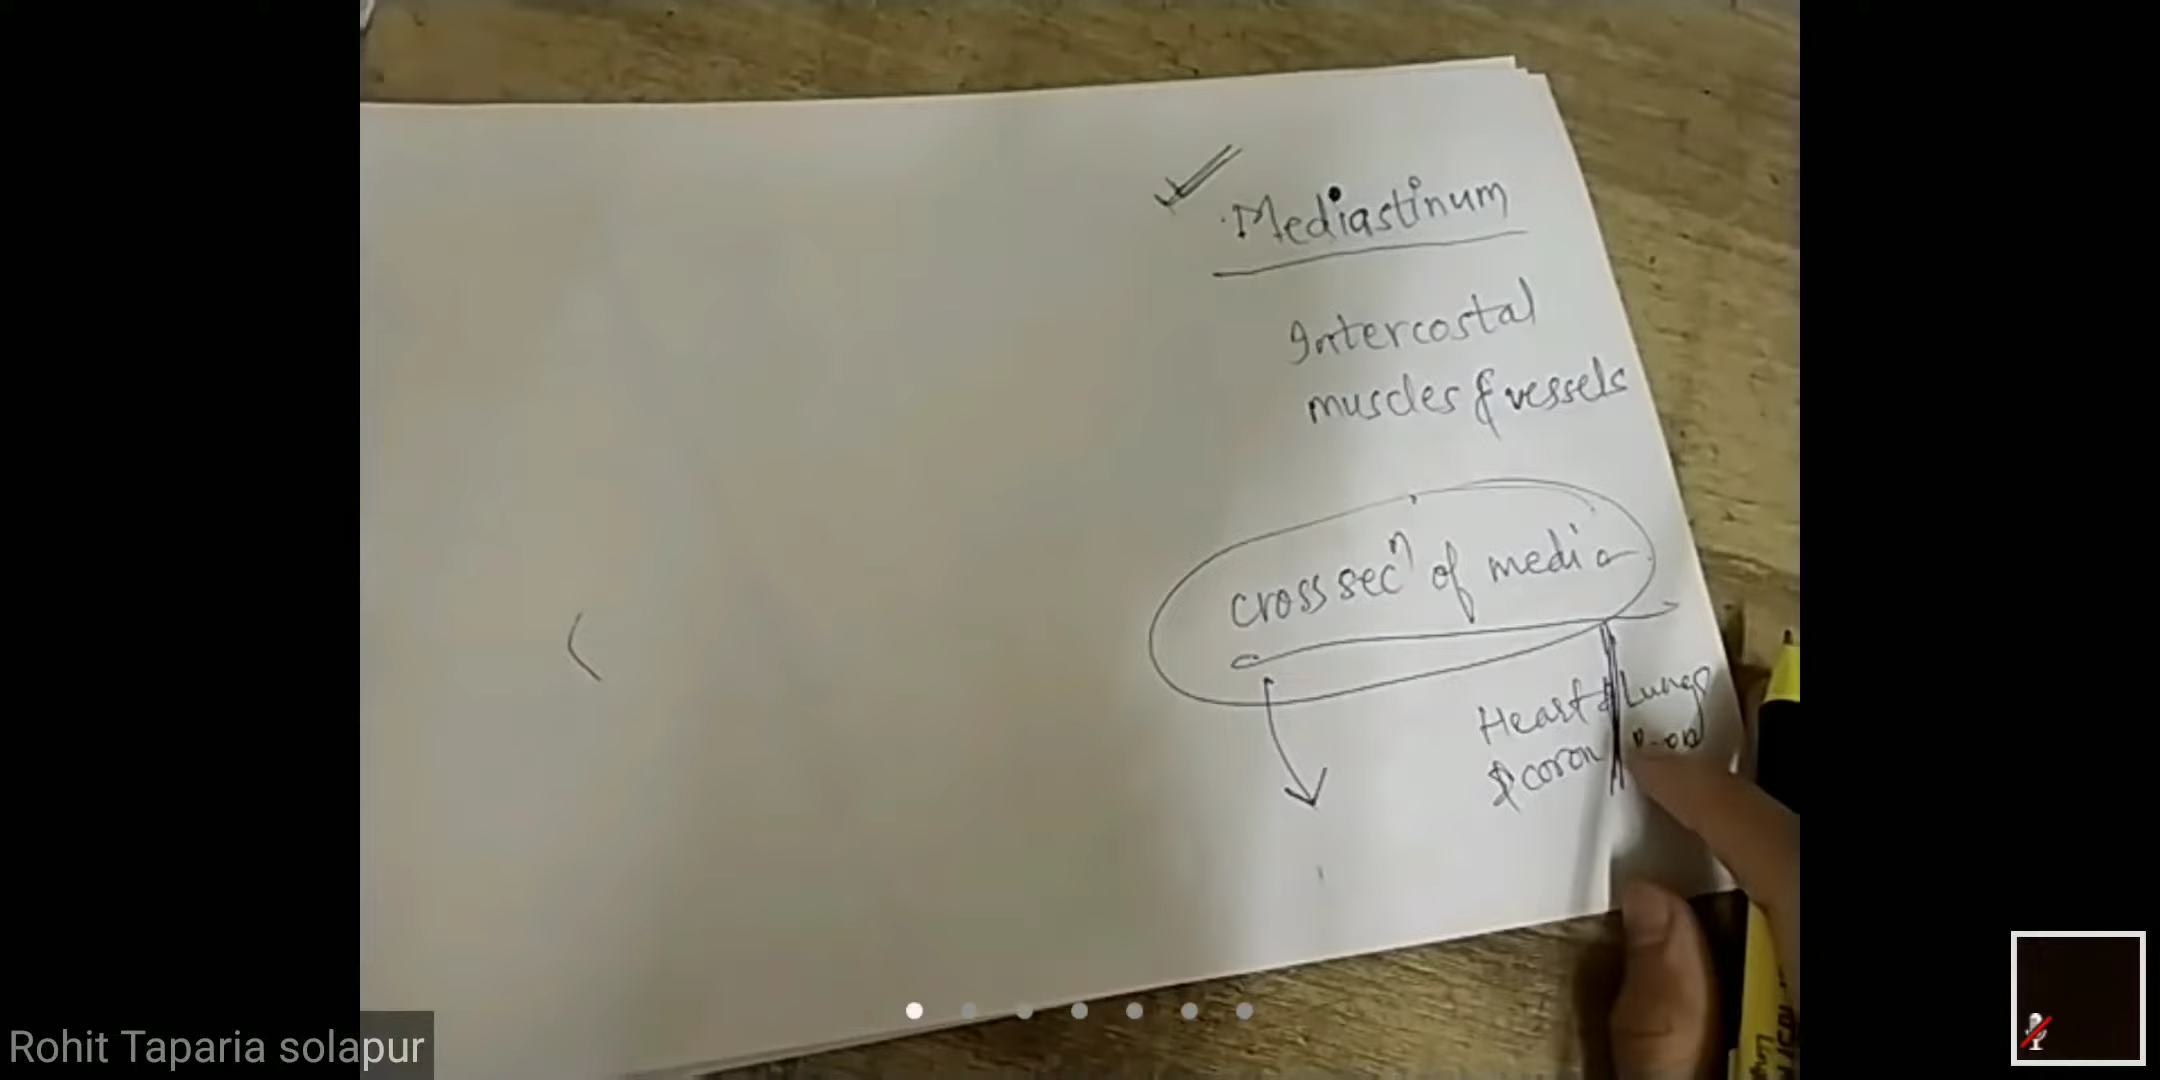 Mediastinum
Intercostal
muscles & vessels
cross secⁿ of media
Heart & Lungs
& coron
Rohit Taparia solapur